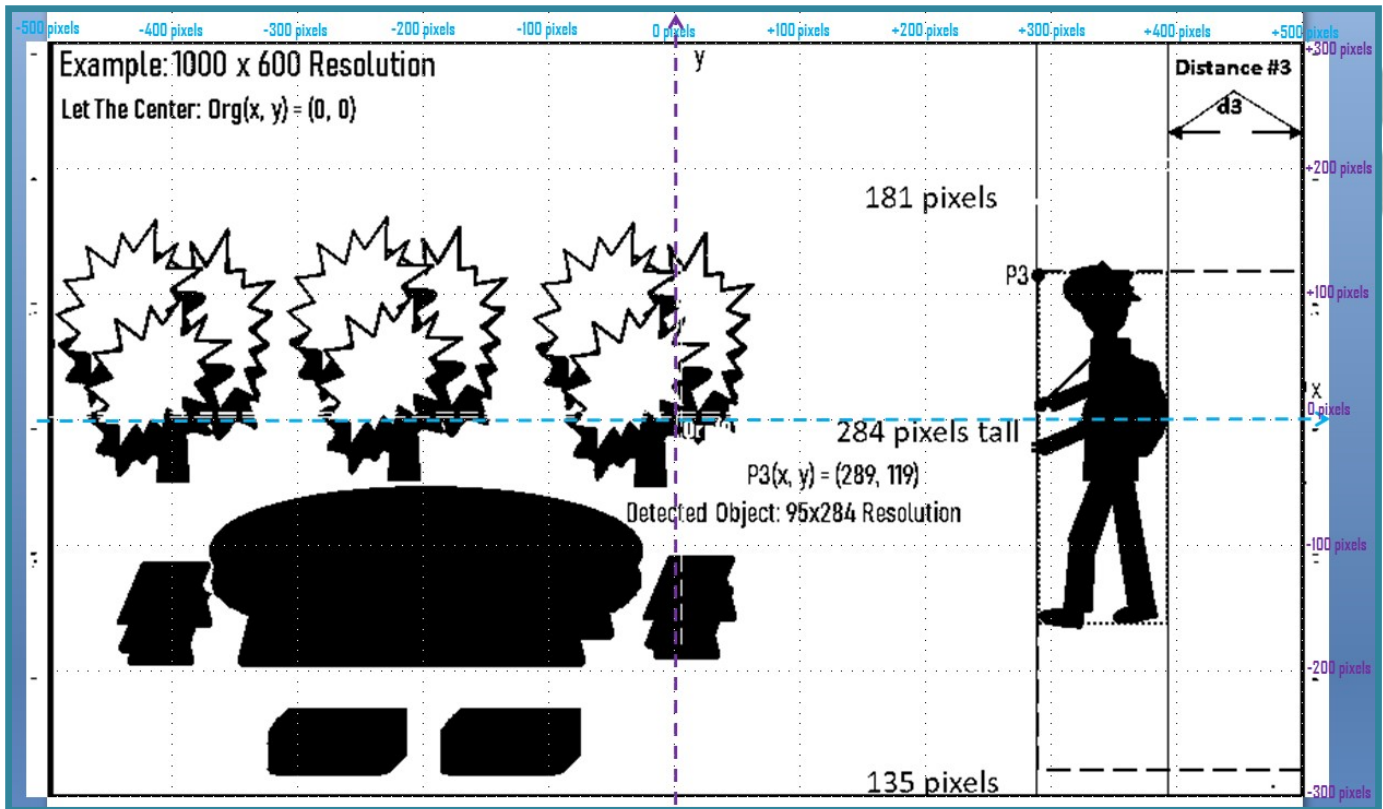 -500 pixels -400 pixels -300 pixels -200 pixels -100 pixels 0 pixels +100 pixels +200 pixels +300 pixels +400 pixels +500 pixels
+300 pixels
y
Example: 1000 x 600 Resolution
Distance #3
Let The Center: Org(x, y) = (0, 0)
d3
+200 pixels
181 pixels
P3
+100 pixels
x
0 pixels
284 pixels tall
P3(x, y) = (289, 119)
Detected Object: 95x284 Resolution
-100 pixels
-200 pixels
135 pixels
-300 pixels